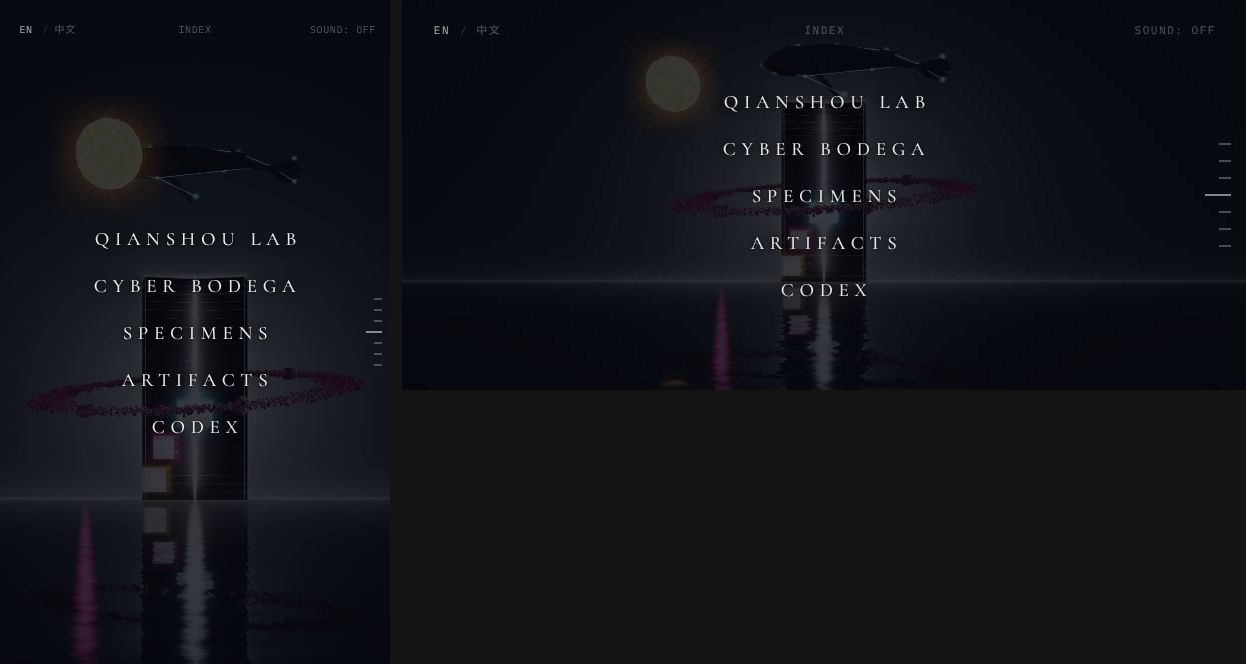 EN / 中文 INDEX SOUND: OFF
QIANSHOU LAB
CYBER BODEGA
SPECIMENS
ARTIFACTS
CODEX
EN / 中文 INDEX SOUND: OFF
QIANSHOU LAB
CYBER BODEGA
SPECIMENS
ARTIFACTS
CODEX